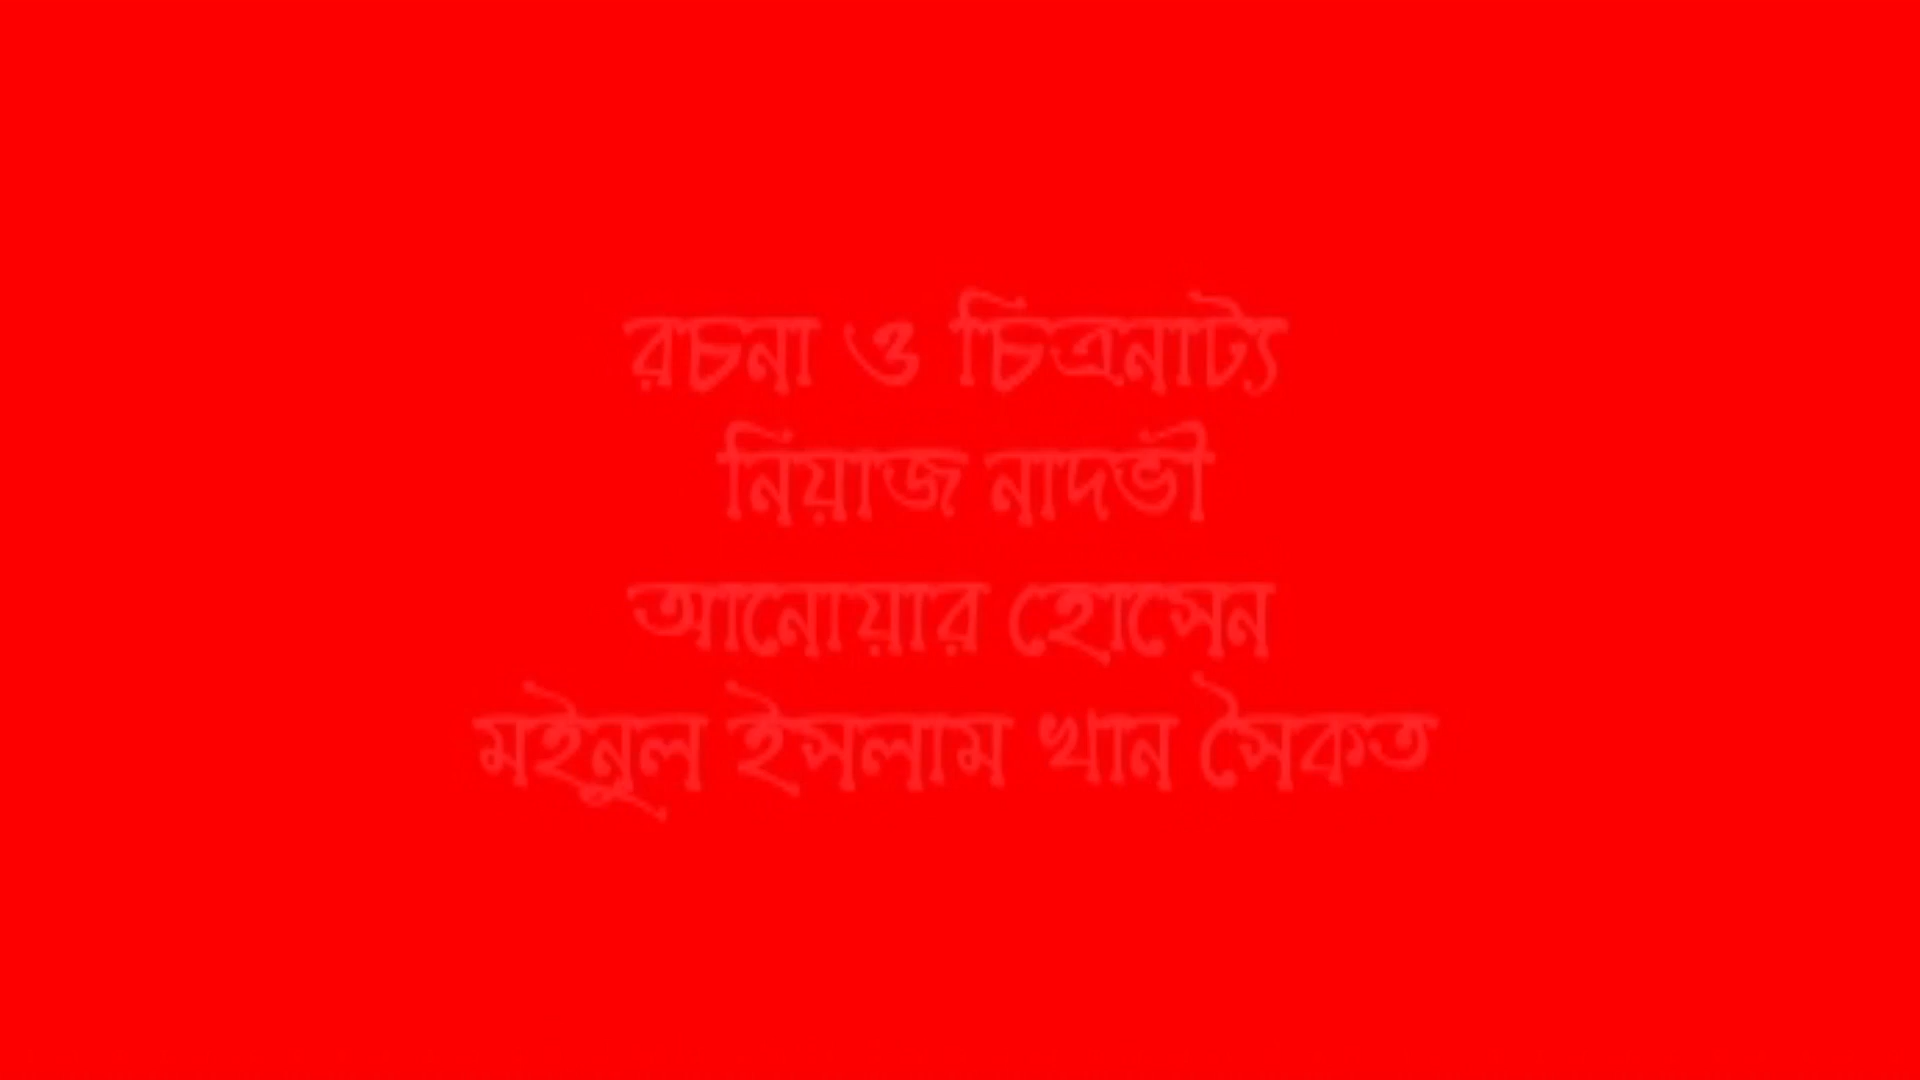 রচনা ও চিত্রনাট্য
নিয়াজ নাদভী
আনোয়ার হোসেন
মইনুল ইসলাম খান সৈকত